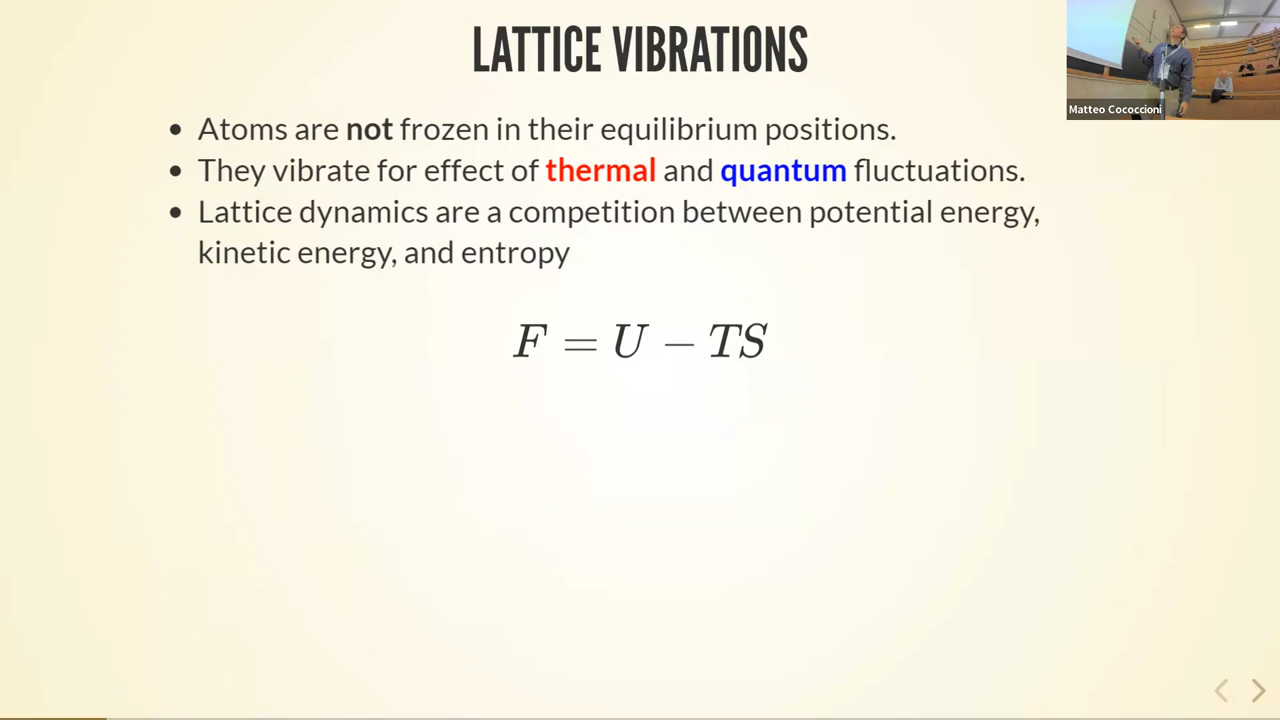 LATTICE VIBRATIONS
Matteo Cococcioni
• Atoms are not frozen in their equilibrium positions.
• They vibrate for effect of thermal and quantum fluctuations.
• Lattice dynamics are a competition between potential energy,
kinetic energy, and entropy
F = U − TS